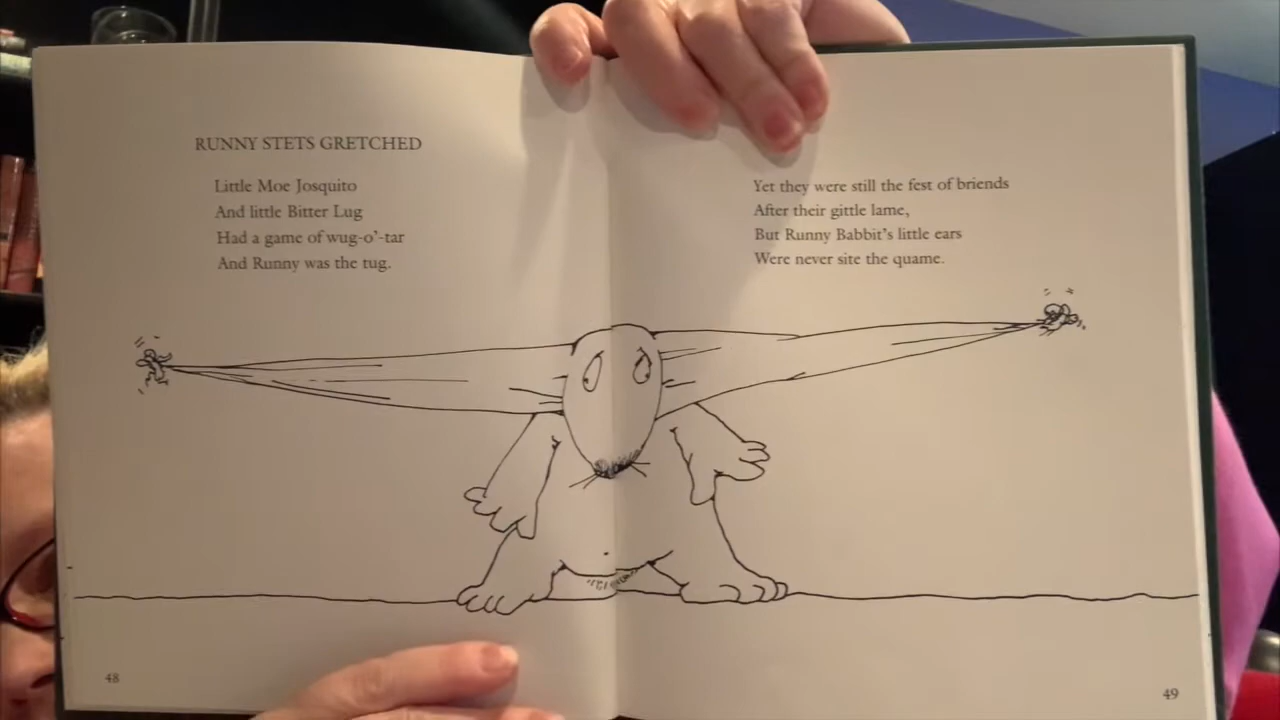 RUNNY STETS GRETCHED
Little Moe Josquito
And little Bitter Lug
Had a game of wug-o'-tar
And Runny was the tug.
Yet they were still the fest of briends
After their gittle lame,
But Runny Babbit's little ears
Were never site the quame.
48
49